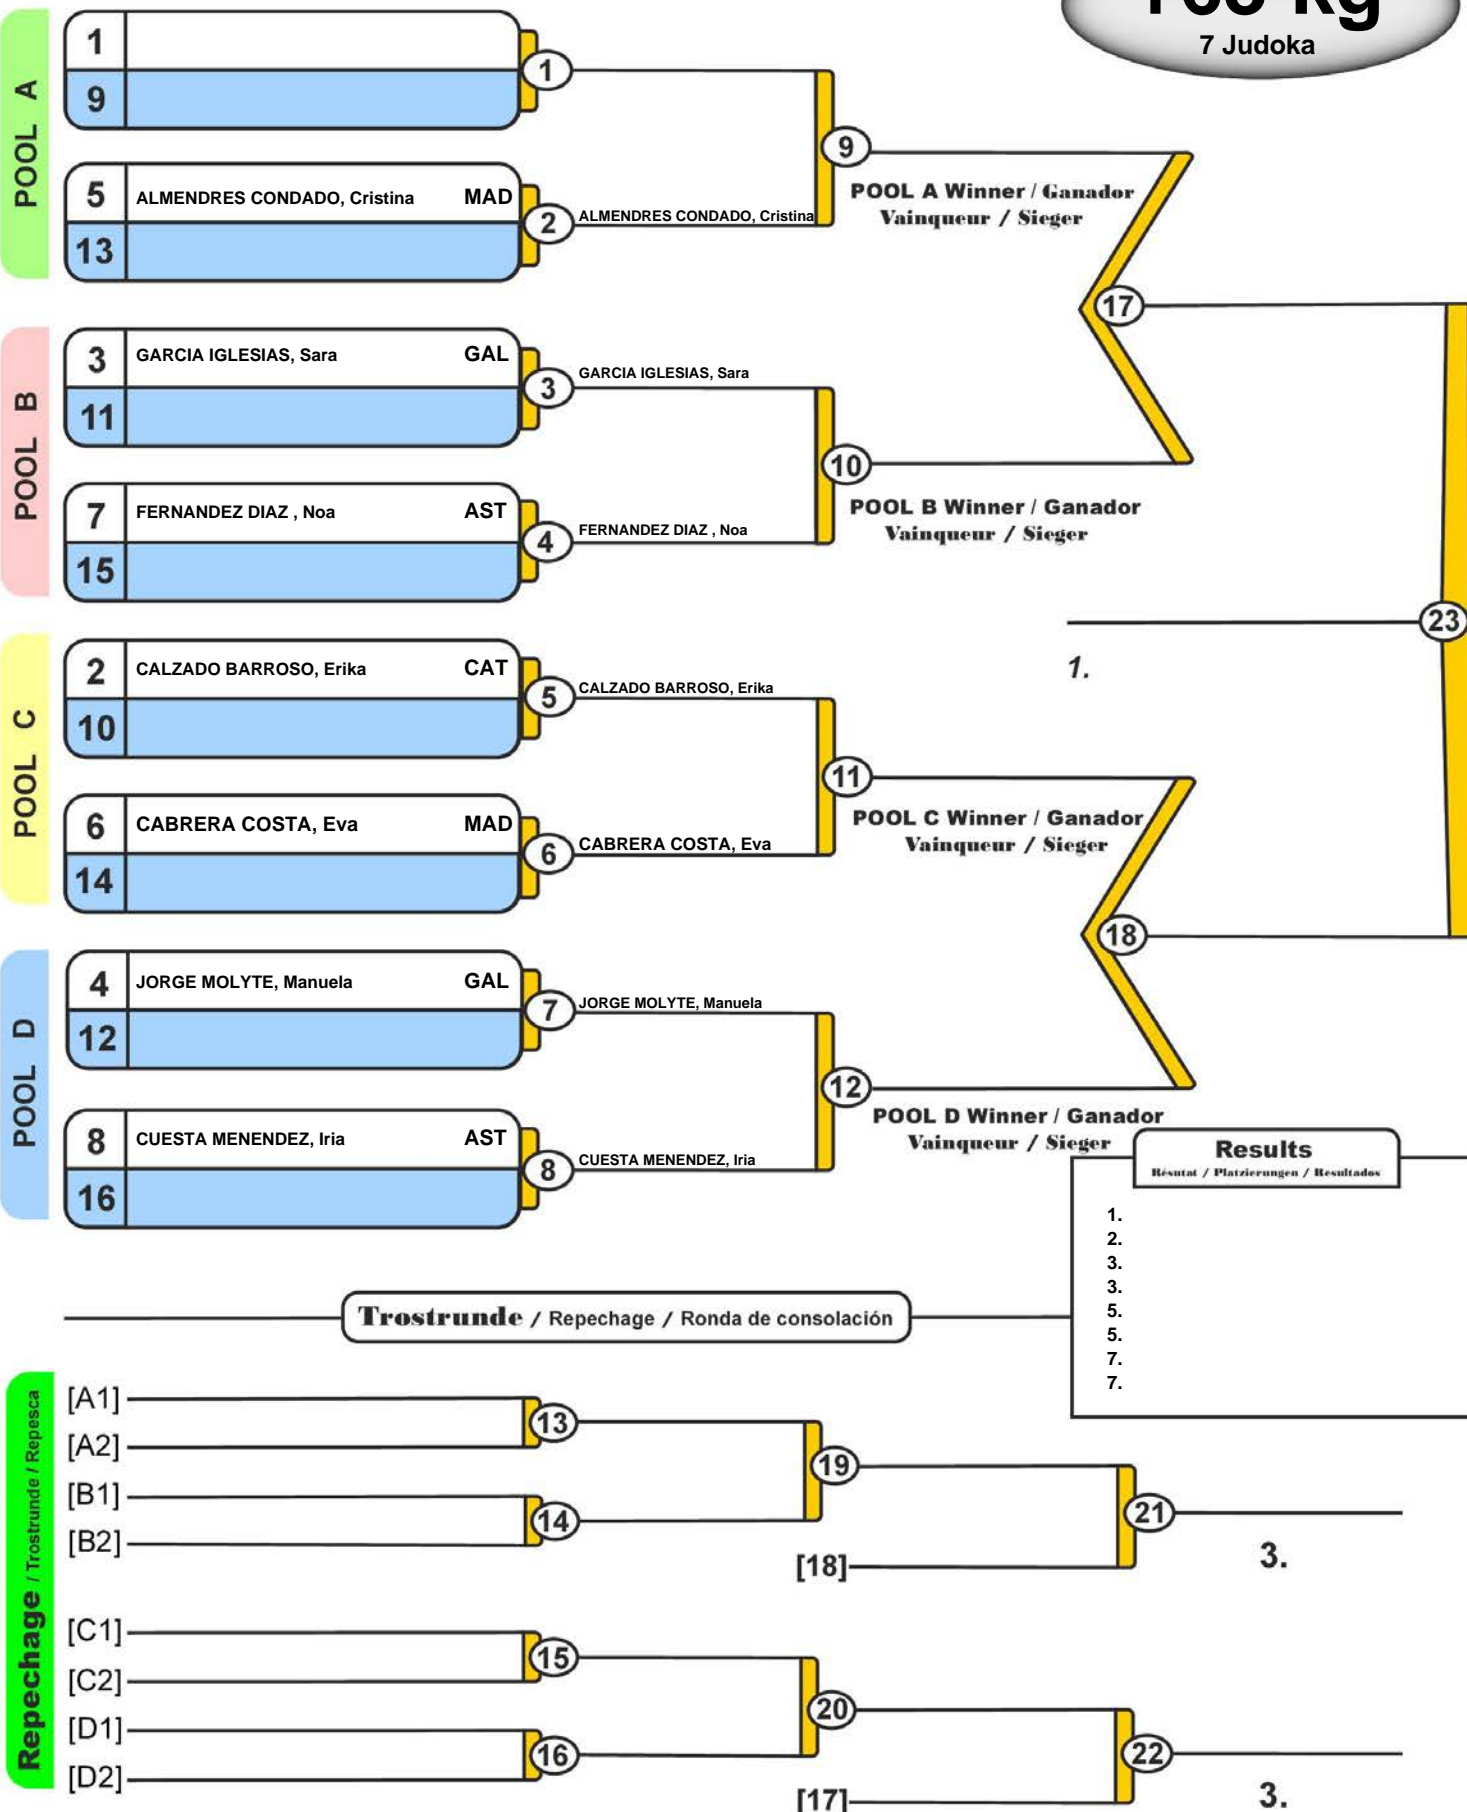 kg
7 Judoka
POOL A
1
9
1
5 ALMENDRES CONDADO, Cristina MAD
13
2
ALMENDRES CONDADO, Cristina
9
POOL A Winner / Ganador
Vainqueur / Sieger
17
POOL B
3 GARCIA IGLESIAS, Sara GAL
11
3
GARCIA IGLESIAS, Sara
7 FERNANDEZ DIAZ , Noa AST
15
4
FERNANDEZ DIAZ , Noa
10
POOL B Winner / Ganador
Vainqueur / Sieger
23
1.
POOL C
2 CALZADO BARROSO, Erika CAT
10
5
CALZADO BARROSO, Erika
6 CABRERA COSTA, Eva MAD
14
6
CABRERA COSTA, Eva
11
POOL C Winner / Ganador
Vainqueur / Sieger
18
POOL D
4 JORGE MOLYTE, Manuela GAL
12
7
JORGE MOLYTE, Manuela
8 CUESTA MENENDEZ, Iria AST
16
8
CUESTA MENENDEZ, Iria
12
POOL D Winner / Ganador
Vainqueur / Sieger
Results
Résutat / Platzierungen / Resultados
1.
2.
3.
3.
5.
5.
7.
7.
Trostrunde / Repechage / Ronda de consolación
Repechage / Trostrunde / Repesca
[A1]
[A2]
13
[B1]
[B2]
14
19
[18]
21
3.
[C1]
[C2]
15
[D1]
[D2]
16
20
[17]
22
3.